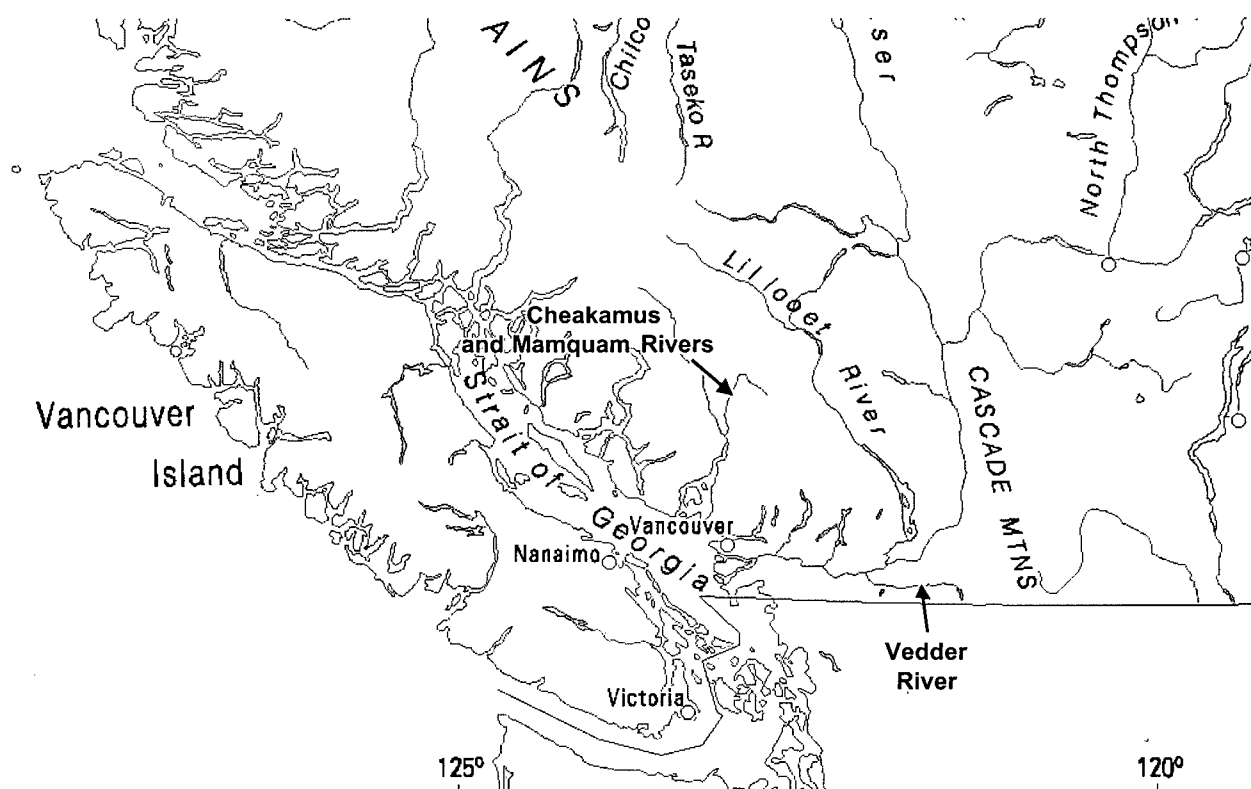 AINS
Chilco
Taseko R
ser
North Thompson
Lillooet
River
Cheakamus
and Mamquam Rivers
Strait of
Georgia
CASCADE MTNS
Vancouver
Island
Vancouver
Nanaimo
Vedder
River
Victoria
125º
120º